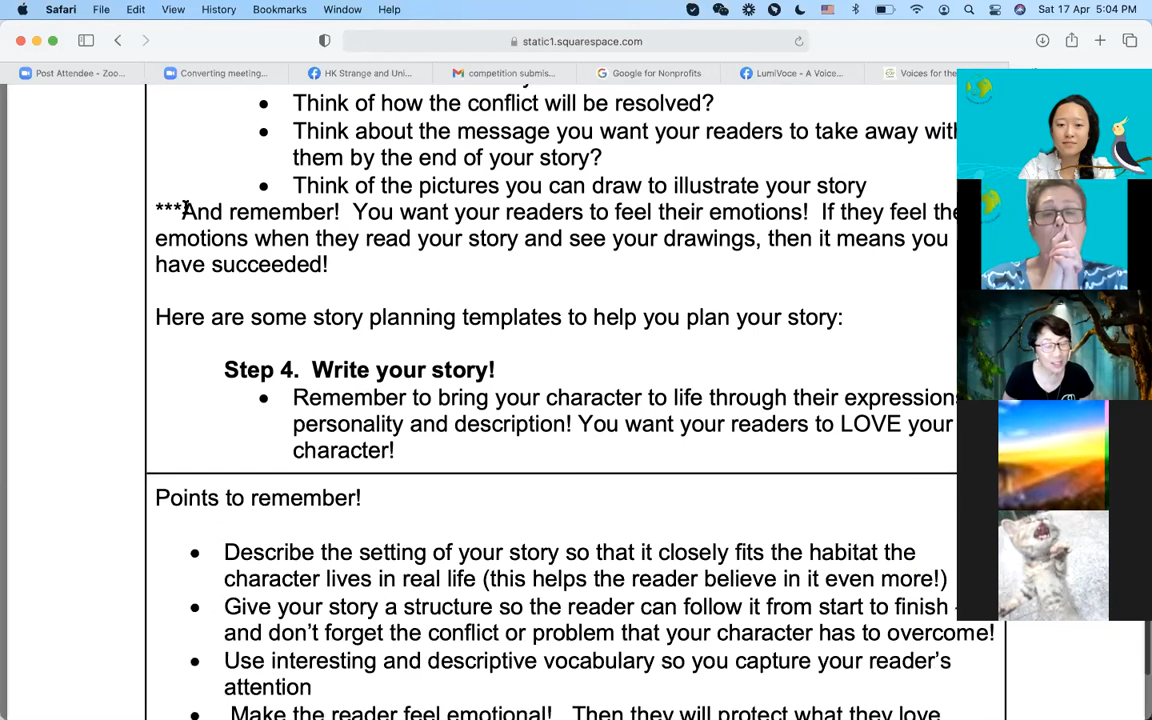 Safari File Edit View History Bookmarks Window Help Sat 17 Apr 5:04 PM
static1.squarespace.com
Post Attendee - Zoo... Converting meeting... HK Strange and Uni... competition submis... Google for Nonprofits LumiVoce - A Voice... Voices for the
• Think of how the conflict will be resolved?
• Think about the message you want your readers to take away with
them by the end of your story?
• Think of the pictures you can draw to illustrate your story
***And remember! You want your readers to feel their emotions! If they feel the
emotions when they read your story and see your drawings, then it means you
have succeeded!
Here are some story planning templates to help you plan your story:
Step 4. Write your story!
• Remember to bring your character to life through their expression
personality and description! You want your readers to LOVE your
character!
Points to remember!
• Describe the setting of your story so that it closely fits the habitat the
character lives in real life (this helps the reader believe in it even more!)
• Give your story a structure so the reader can follow it from start to finish -
and don't forget the conflict or problem that your character has to overcome!
• Use interesting and descriptive vocabulary so you capture your reader's
attention
• Make the reader feel emotional! Then they will protect what they love